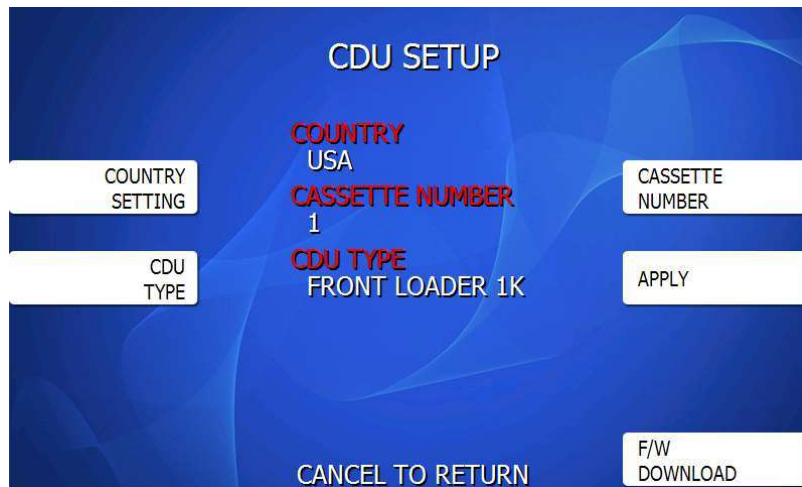 CDU SETUP
COUNTRY
USA
COUNTRY
SETTING
CASSETTE NUMBER
1
CASSETTE
NUMBER
CDU
TYPE
CDU TYPE
FRONT LOADER 1K
APPLY
CANCEL TO RETURN
F/W
DOWNLOAD